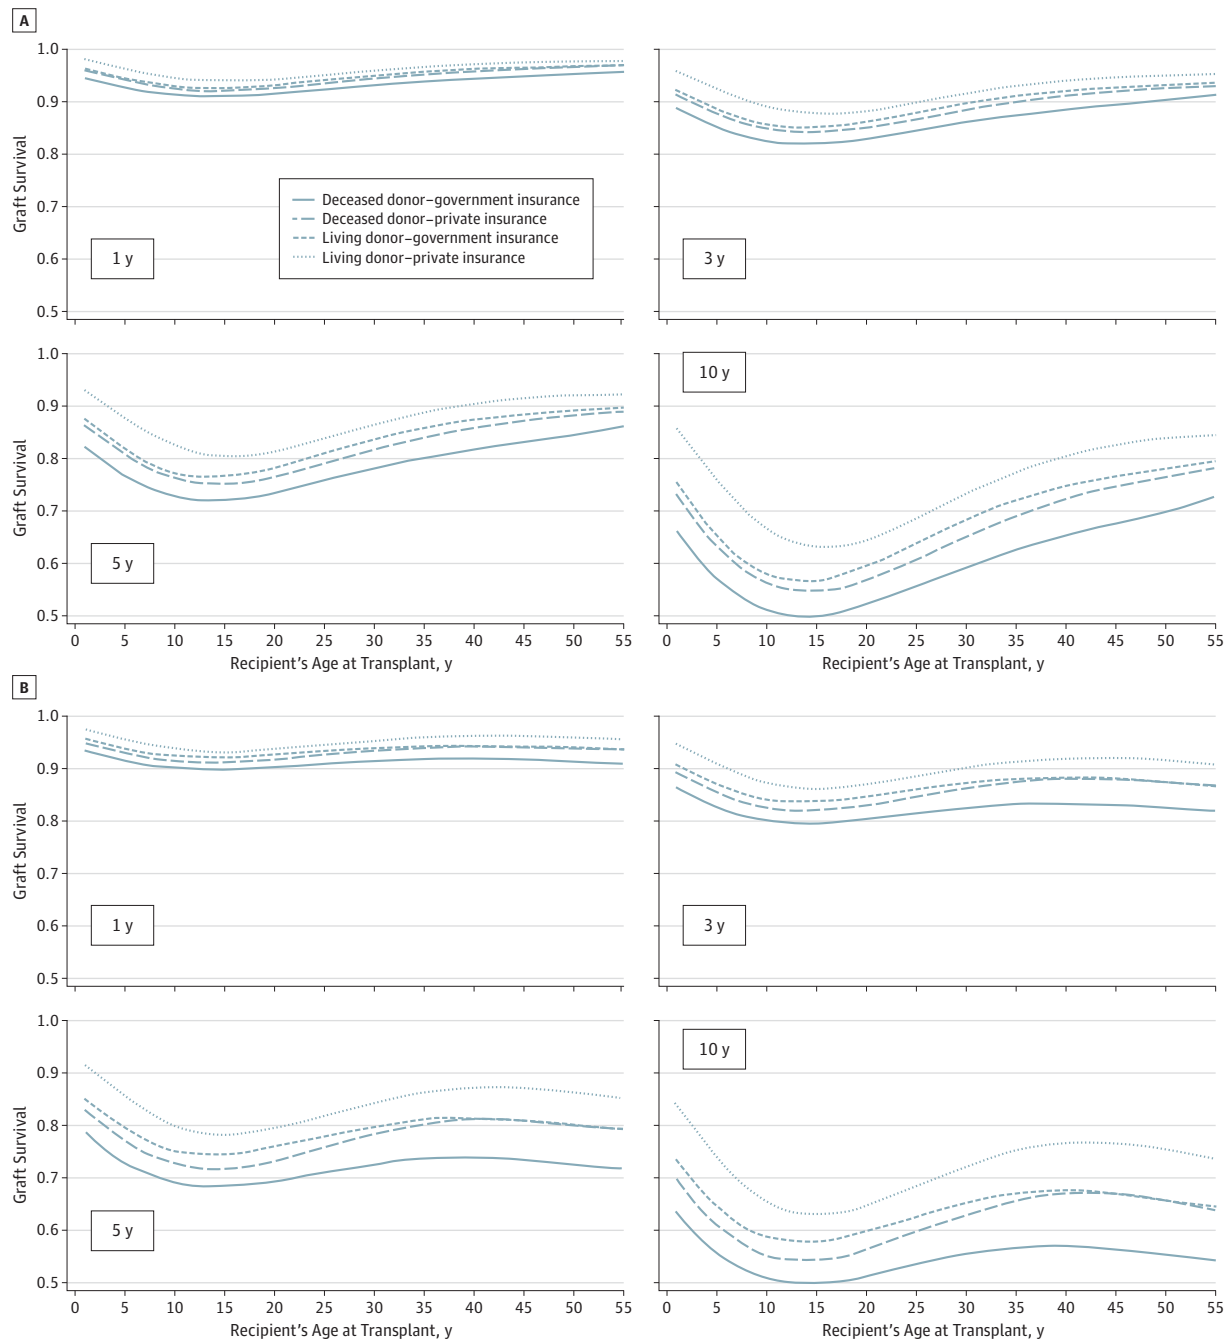 A
1.0
0.9
0.8
0.7
0.6
0.5
Graft Survival
Deceased donor–government insurance
Deceased donor–private insurance
Living donor–government insurance
Living donor–private insurance
1 y
3 y
1.0
0.9
0.8
0.7
0.6
0.5
Graft Survival
5 y
0 5 10 15 20 25 30 35 40 45 50 55
Recipient's Age at Transplant, y
10 y
0 5 10 15 20 25 30 35 40 45 50 55
Recipient's Age at Transplant, y
B
1.0
0.9
0.8
0.7
0.6
0.5
Graft Survival
1 y
3 y
1.0
0.9
0.8
0.7
0.6
0.5
Graft Survival
5 y
0 5 10 15 20 25 30 35 40 45 50 55
Recipient's Age at Transplant, y
10 y
0 5 10 15 20 25 30 35 40 45 50 55
Recipient's Age at Transplant, y